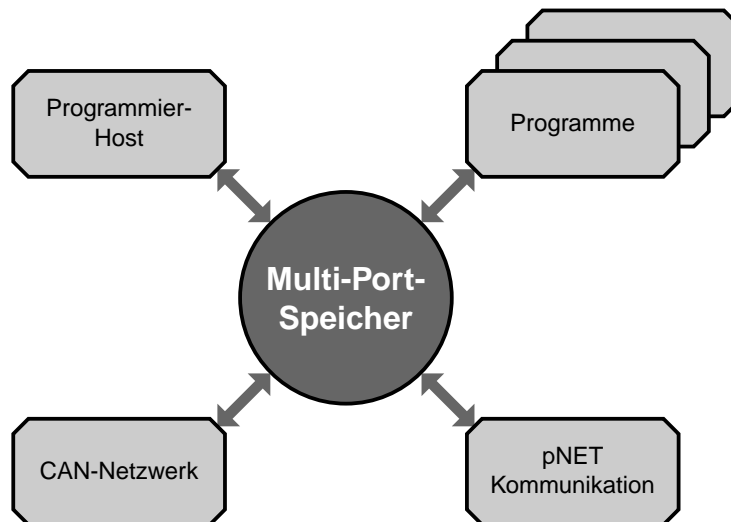 Programmier-
Host
Programme
Multi-Port-
Speicher
CAN-Netzwerk
pNET
Kommunikation